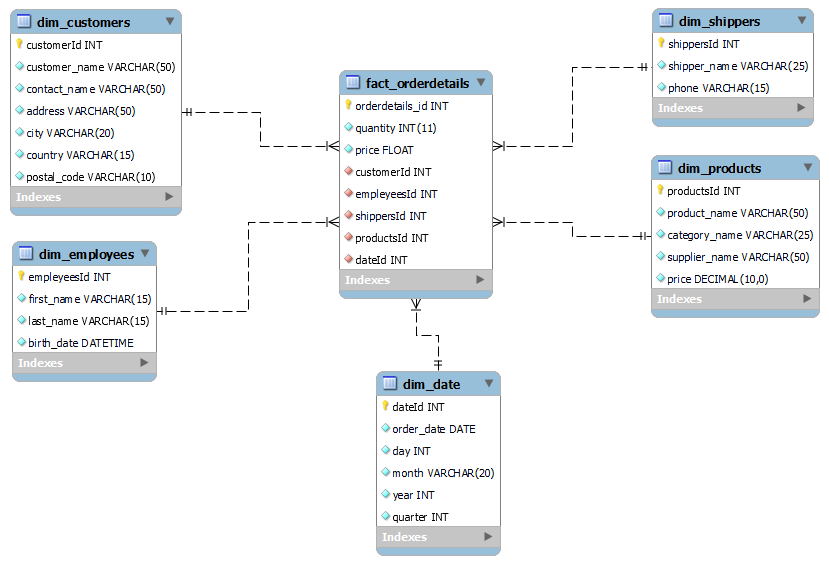 dim_customers
customerId INT
customer_name VARCHAR(50)
contact_name VARCHAR(50)
address VARCHAR(50)
city VARCHAR(20)
country VARCHAR(15)
postal_code VARCHAR(10)
Indexes
dim_employees
empleyeesId INT
first_name VARCHAR(15)
last_name VARCHAR(15)
birth_date DATETIME
Indexes
fact_orderdetails
orderdetails_id INT
quantity INT(11)
price FLOAT
customerId INT
empleyeesId INT
shippersId INT
productsId INT
dateId INT
Indexes
dim_date
dateId INT
order_date DATE
day INT
month VARCHAR(20)
year INT
quarter INT
Indexes
dim_shippers
shippersId INT
shipper_name VARCHAR(25)
phone VARCHAR(15)
Indexes
dim_products
productsId INT
product_name VARCHAR(50)
category_name VARCHAR(25)
supplier_name VARCHAR(50)
price DECIMAL(10,0)
Indexes